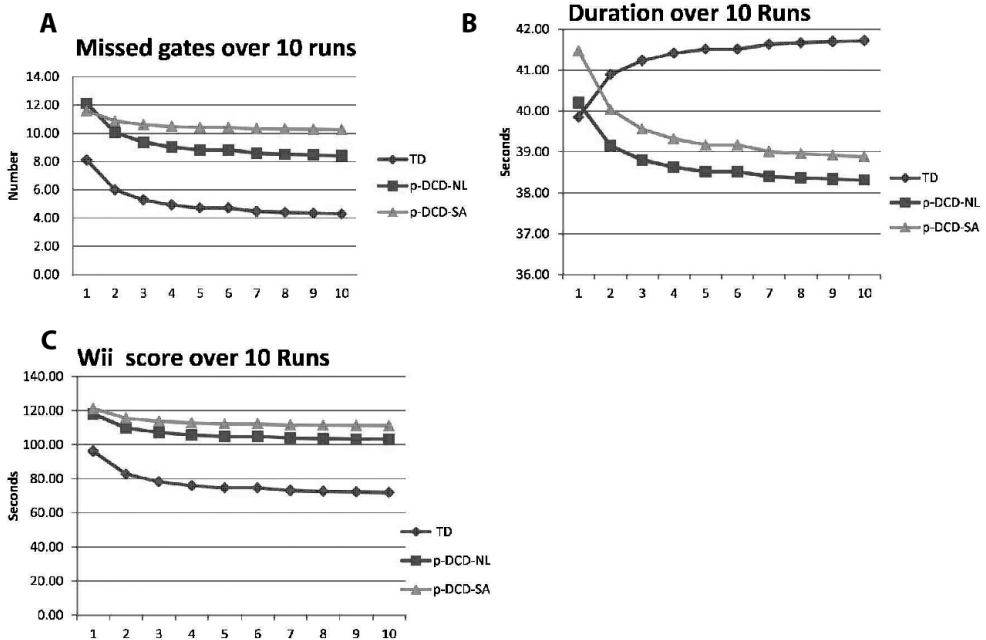 A
Missed gates over 10 runs
14.00
12.00
10.00
8.00
6.00
4.00
2.00
0.00
Number
1 2 3 4 5 6 7 8 9 10
TD
p-DCD-NL
p-DCD-SA
B
Duration over 10 Runs
42.00
41.00
40.00
39.00
38.00
37.00
36.00
Seconds
1 2 3 4 5 6 7 8 9 10
TD
p-DCD-NL
p-DCD-SA
C
Wii score over 10 Runs
140.00
120.00
100.00
80.00
60.00
40.00
20.00
0.00
Seconds
1 2 3 4 5 6 7 8 9 10
TD
p-DCD-NL
p-DCD-SA